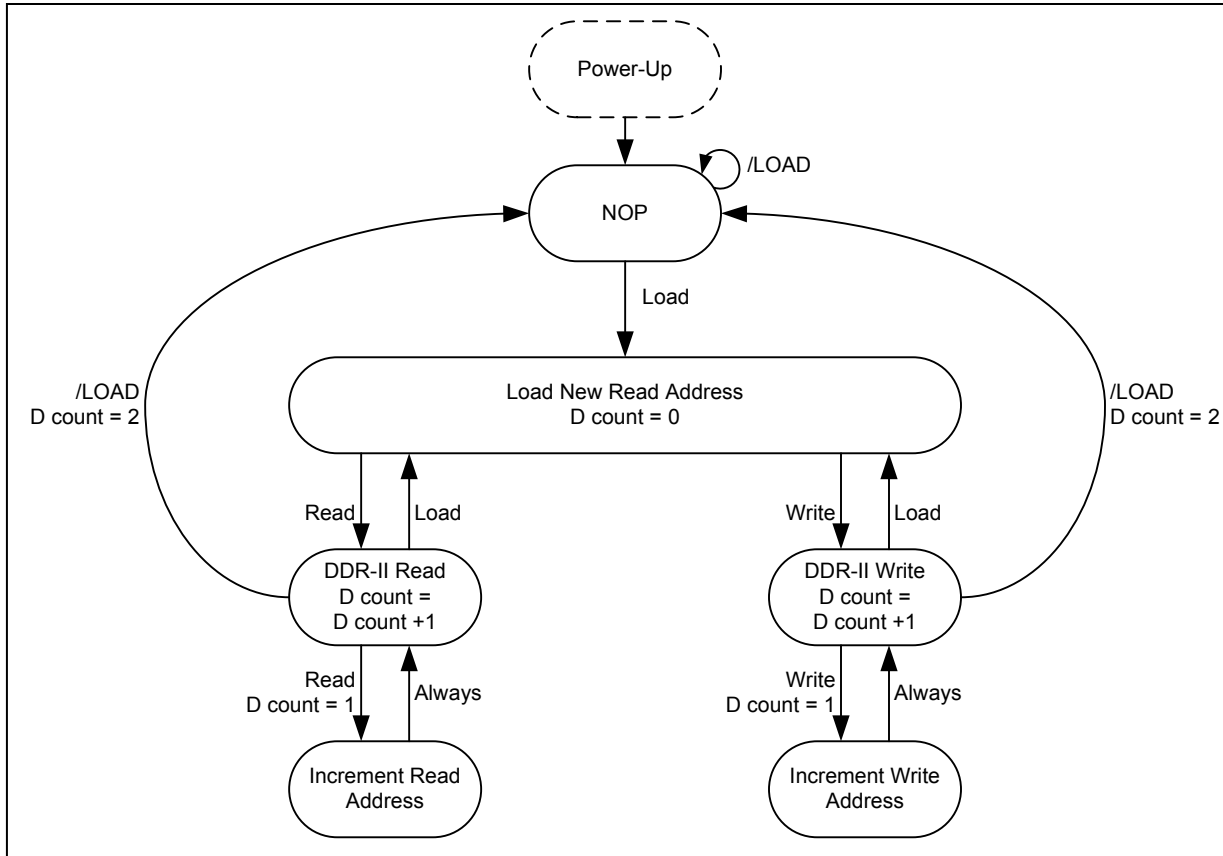 Power-Up
/LOAD
NOP
Load
/LOAD
D count = 2
Load New Read Address
D count = 0
/LOAD
D count = 2
Read
Load
Write
Load
DDR-II Read
D count =
D count +1
DDR-II Write
D count =
D count +1
Read
D count = 1
Always
Write
D count = 1
Always
Increment Read
Address
Increment Write
Address